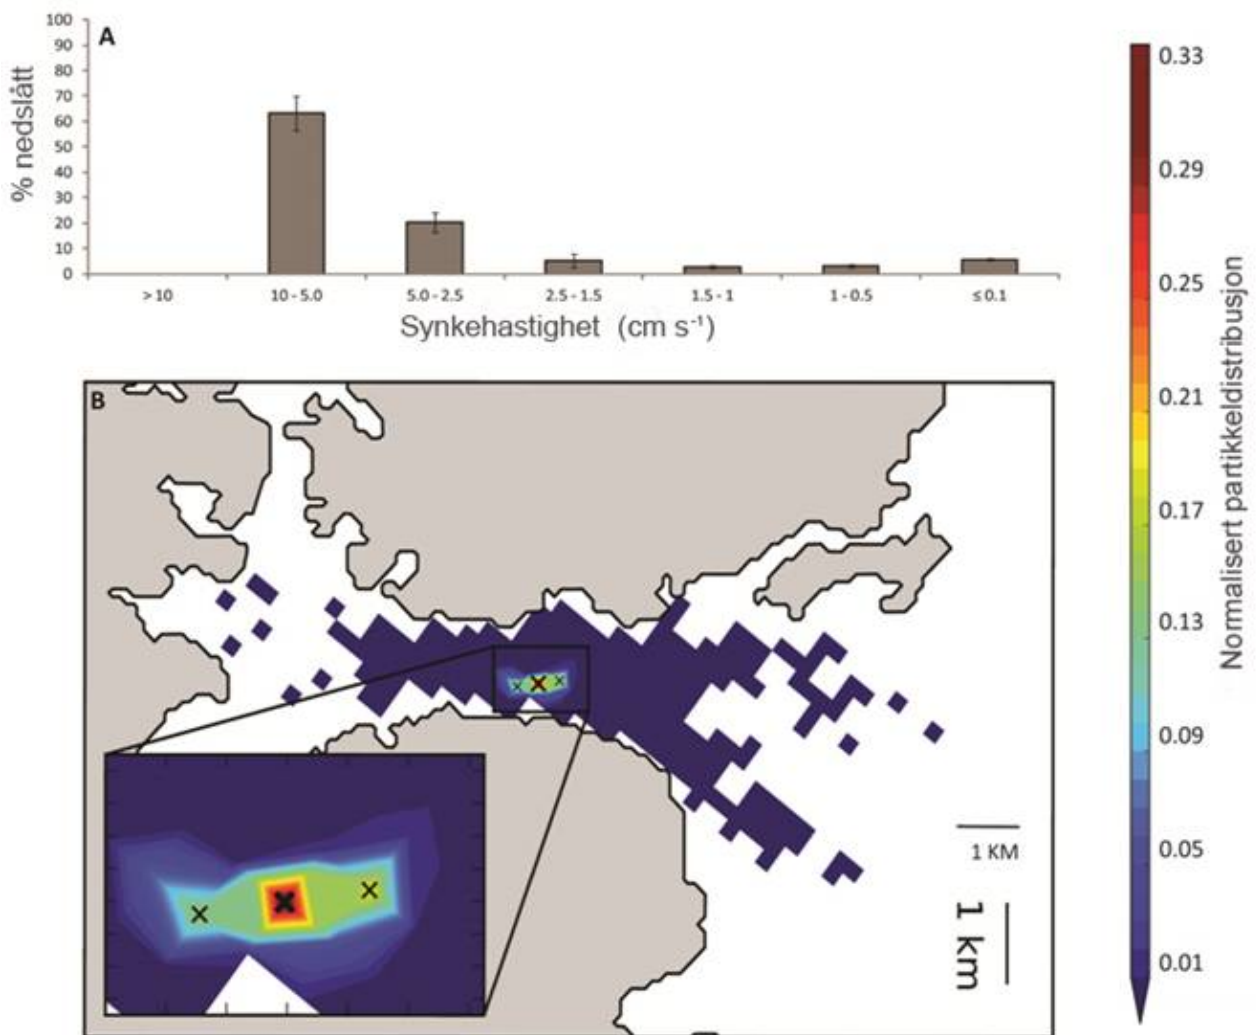 A
100
90
80
70
60
50
40
30
20
10
0
% nedslått
> 10
10 - 5.0
5.0 - 2.5
2.5 - 1.5
1.5 - 1
1 - 0.5
≤ 0.1
Synkehastighet (cm s⁻¹)
B
1 KM
1 km
0.33
0.29
0.25
0.21
0.17
0.13
0.09
0.05
0.01
Normalisert partikkeldistribusjon